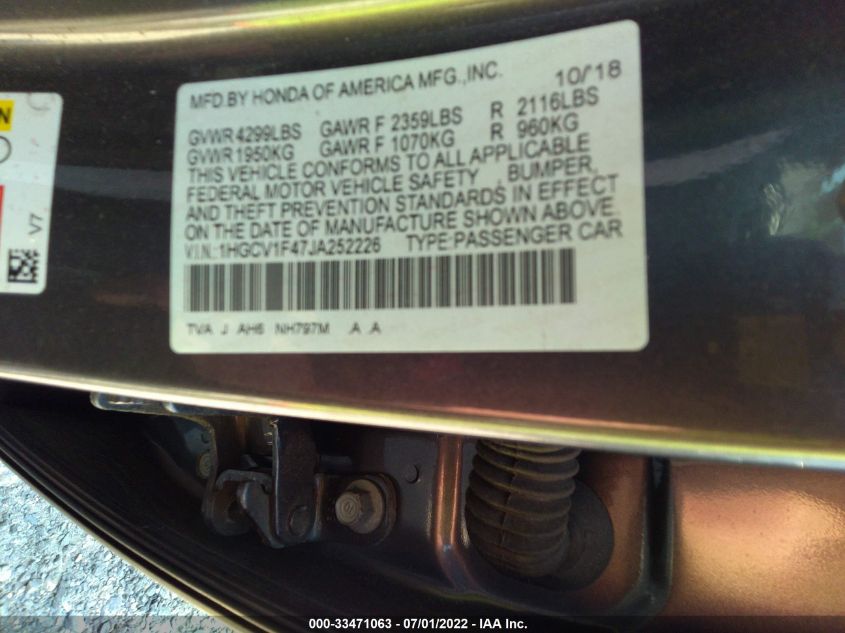 MFD.BY HONDA OF AMERICA MFG.,INC. 10/18
GVWR 4299LBS GAWR F 2359LBS R 2116LBS
GVWR 1950KG GAWR F 1070KG R 960KG
THIS VEHICLE CONFORMS TO ALL APPLICABLE
FEDERAL MOTOR VEHICLE SAFETY , BUMPER,
AND THEFT PREVENTION STANDARDS IN EFFECT
ON THE DATE OF MANUFACTURE SHOWN ABOVE.
V.I.N.:1HGCV1F47JA252226 TYPE:PASSENGER CAR
TVA J AH6 NH797M A A
V7
000-33471063 - 07/01/2022 - IAA Inc.